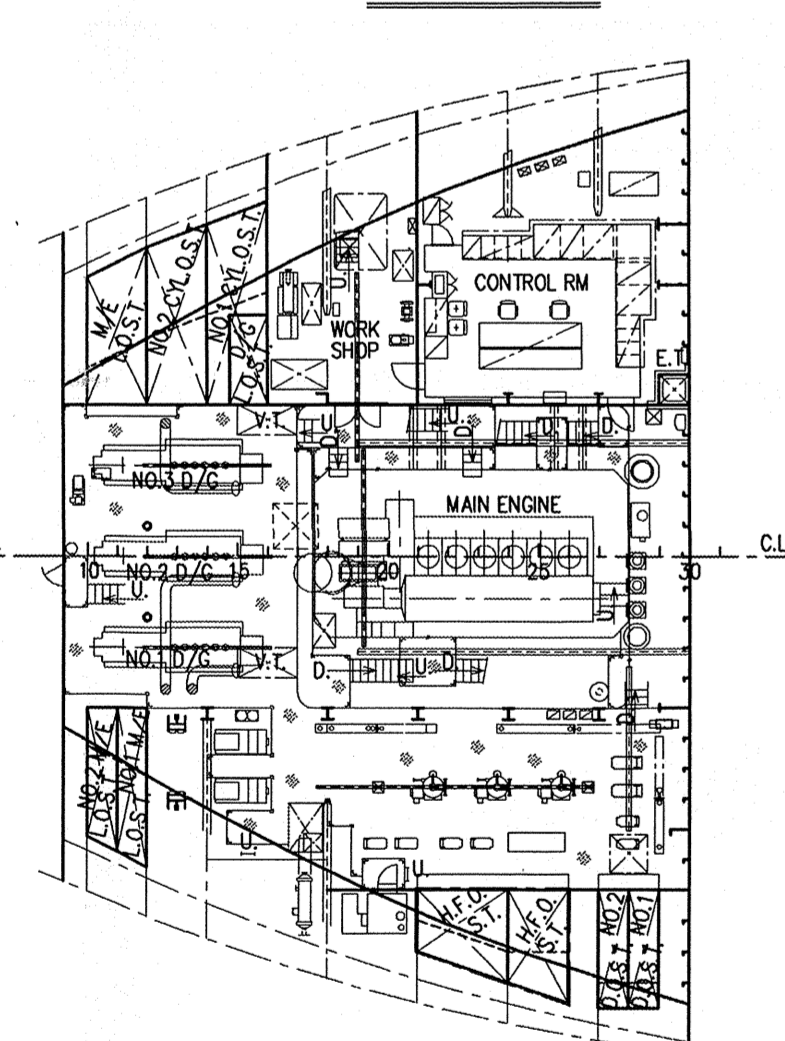 M/E
L.O.S.T
NO.2 CYL.O.S.T.
NO.1 CYL.O.S.T.
D/G
L.O.S.T.
U.
WORK
SHOP
CONTROL RM
E.T.
V.T.
U.
D.
U.
D.
U.
D.
NO.3 D/G
MAIN ENGINE
C.L
10
NO.2 D/G
15
20
25
30
U.
U.
NO.1 D/G
V.T.
D.
U.
D.
D.
NO.2 M/E
L.O.S.T.
NO.1 M/E
L.O.S.T.
U.
U.
H.F.O.
S.T.
H.F.O.
S.T.
NO.2
D.O.S.T.
NO.1
D.O.S.T.